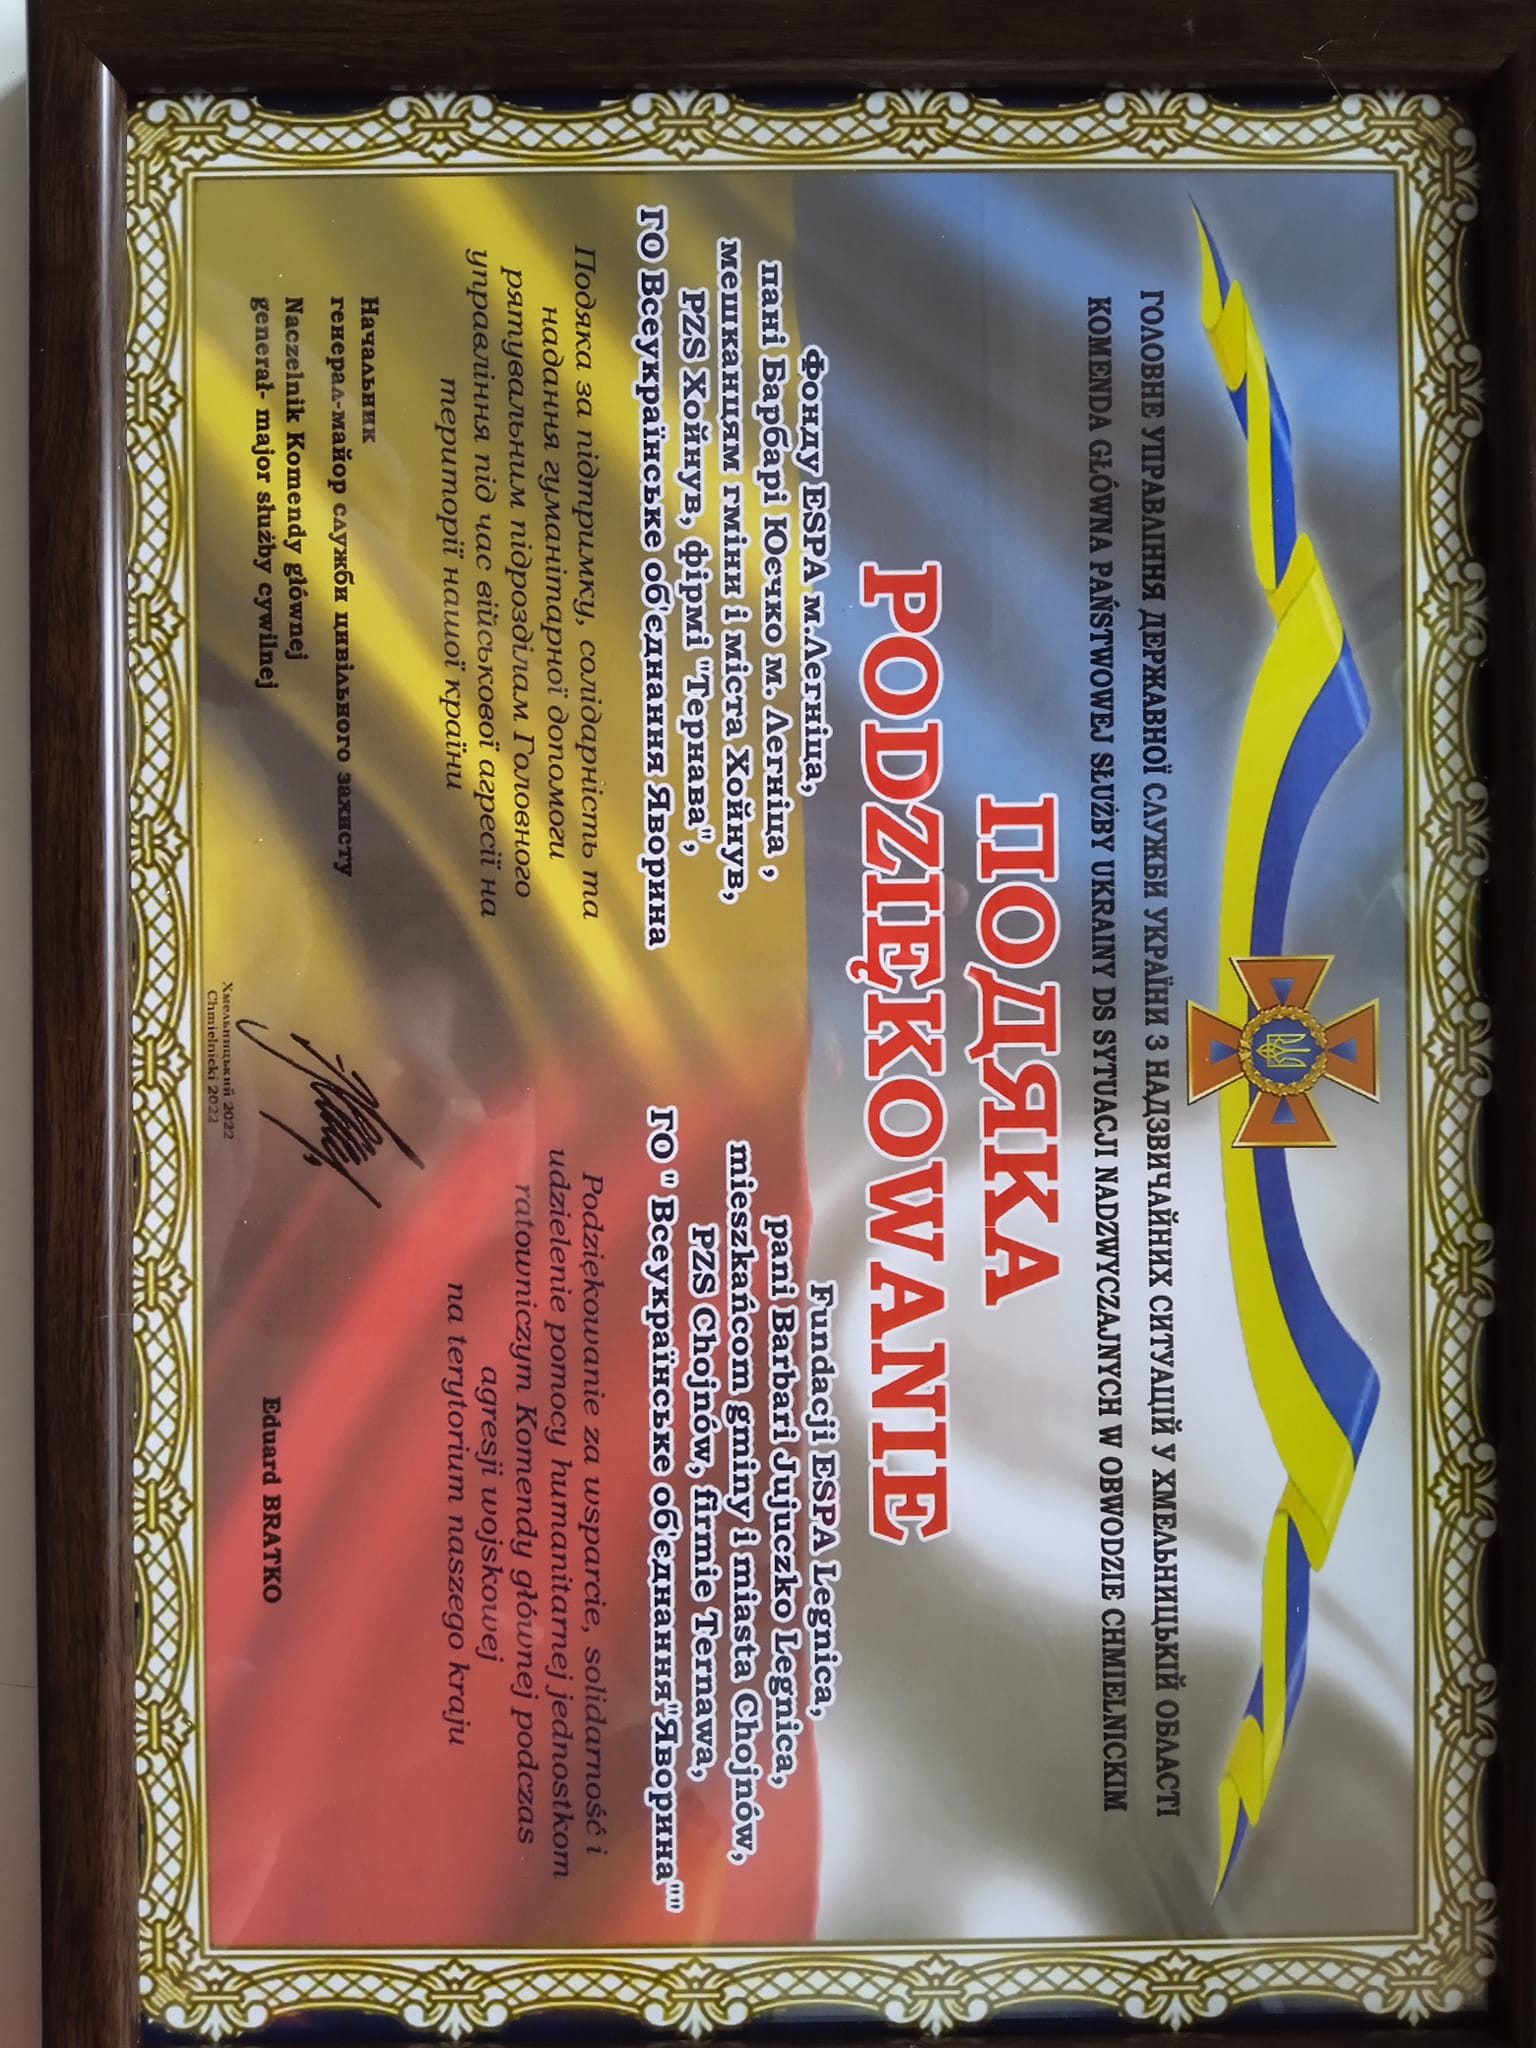 ГОЛОВНЕ УПРАВЛІННЯ ДЕРЖАВНОЇ СЛУЖБИ УКРАЇНИ З НАДЗВИЧАЙНИХ СИТУАЦІЙ У ХМЕЛЬНИЦЬКІЙ ОБЛАСТІ
KOMENDA GŁÓWNA PAŃSTWOWEJ SŁUŻBY UKRAINY DS SYTUACJI NADZWYCZAJNYCH W OBWODZIE CHMIELNICKIM
ПОДЯКА
PODZIĘKOWANIE
Фонду ESPA м.Легніца,
пані Барбарі Юєчко м. Легніца ,
мешканцям гміни і міста Хойнув,
PZS Хойнув, фірмі "Тернава",
ГО Всеукраїнське об'єднання Яворина
Подяка за підтримку, солідарність та
надання гуманітарної допомоги
рятувальним підрозділам Головного
управління під час військової агресії на
території нашої країни
Fundacji ESPA Legnica,
pani Barbari Jujuczko Legnica,
mieszkańcom gminy i miasta Chojnów,
PZS Chojnów, firmie Ternawa,
ГО " Всеукраїнське об'єднання"Яворина""
Podziękowanie za wsparcie, solidarność i
udzielenie pomocy humanitarnej jednostkom
ratowniczym Komendy głównej podczas
agresji wojskowej
na terytorium naszego kraju
Начальник
генерал-майор служби цивільного захисту
Naczelnik Komendy głównej
generał- major służby cywilnej
Eduard BRATKO
Хмельницький 2022
Chmielnicki 2022